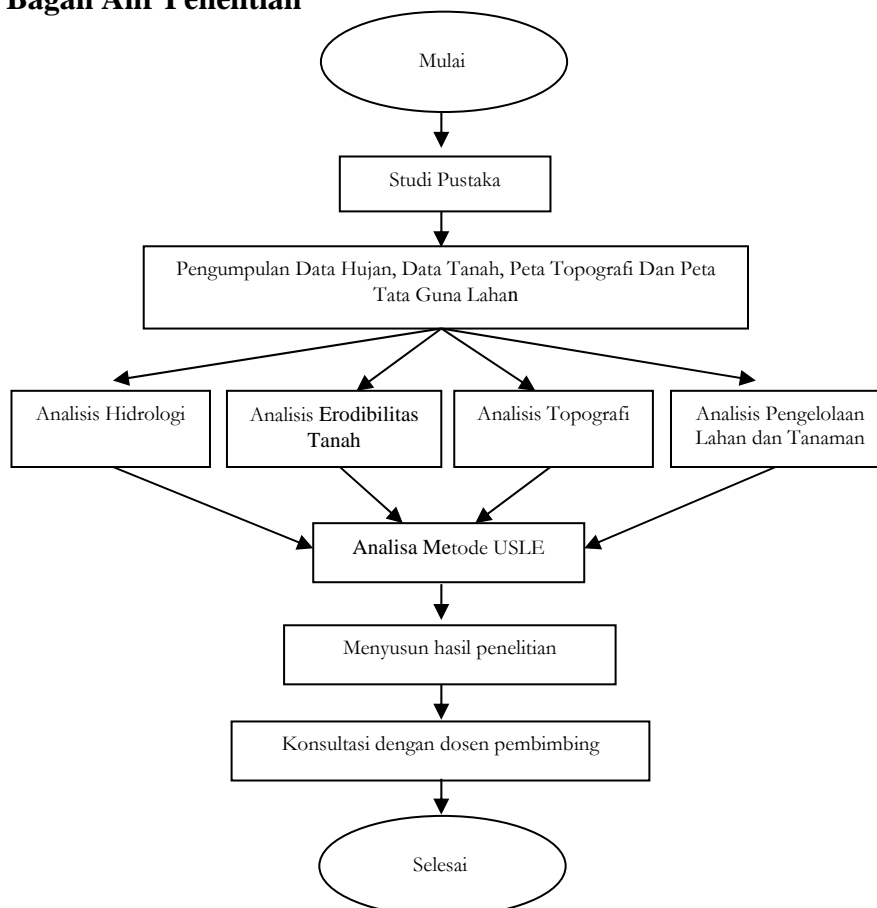 Bagan Alir Penelitian
Mulai
Studi Pustaka
Pengumpulan Data Hujan, Data Tanah, Peta Topografi Dan Peta
Tata Guna Lahan
Analisis Hidrologi
Analisis Erodibilitas
Tanah
Analisis Topografi
Analisis Pengelolaan
Lahan dan Tanaman
Analisa Metode USLE
Menyusun hasil penelitian
Konsultasi dengan dosen pembimbing
Selesai